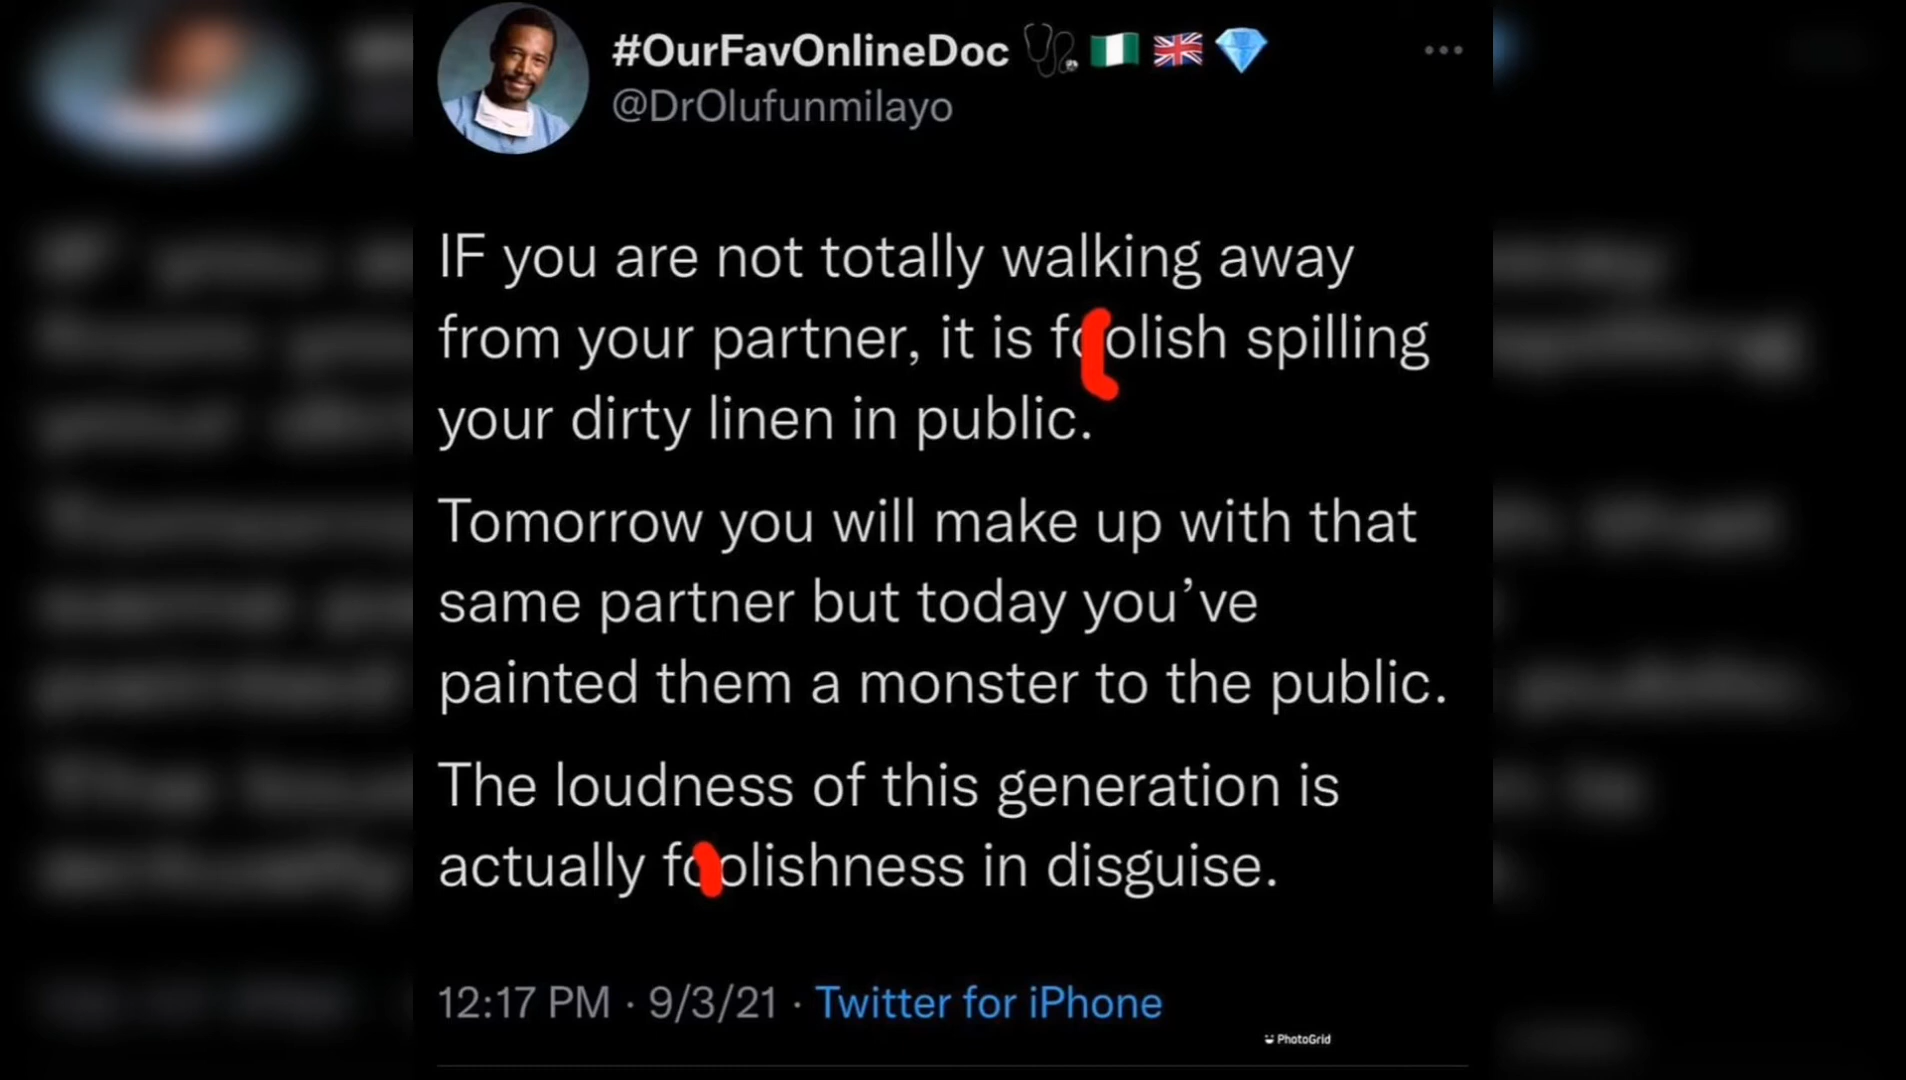 #OurFavOnlineDoc 🩺🇳🇬🇬🇧💎
@DrOlufunmilayo
IF you are not totally walking away
from your partner, it is foolish spilling
your dirty linen in public.
Tomorrow you will make up with that
same partner but today you’ve
painted them a monster to the public.
The loudness of this generation is
actually foolishness in disguise.
12:17 PM · 9/3/21 · Twitter for iPhone
PhotoGrid